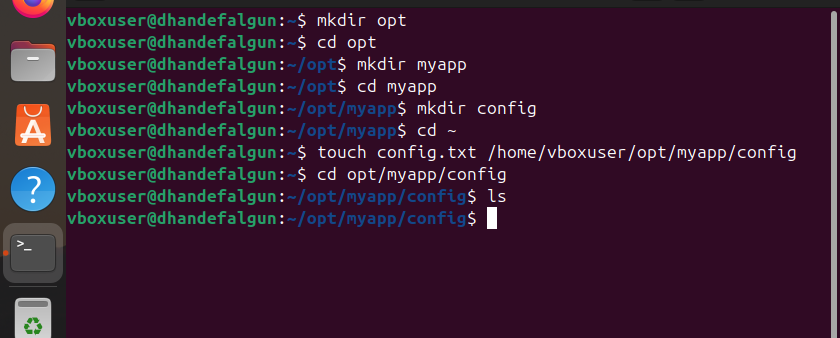 vboxuser@dhandefalgun:~$ mkdir opt
vboxuser@dhandefalgun:~$ cd opt
vboxuser@dhandefalgun:~/opt$ mkdir myapp
vboxuser@dhandefalgun:~/opt$ cd myapp
vboxuser@dhandefalgun:~/opt/myapp$ mkdir config
vboxuser@dhandefalgun:~/opt/myapp$ cd ~
vboxuser@dhandefalgun:~$ touch config.txt /home/vboxuser/opt/myapp/config
vboxuser@dhandefalgun:~$ cd opt/myapp/config
vboxuser@dhandefalgun:~/opt/myapp/config$ ls
vboxuser@dhandefalgun:~/opt/myapp/config$